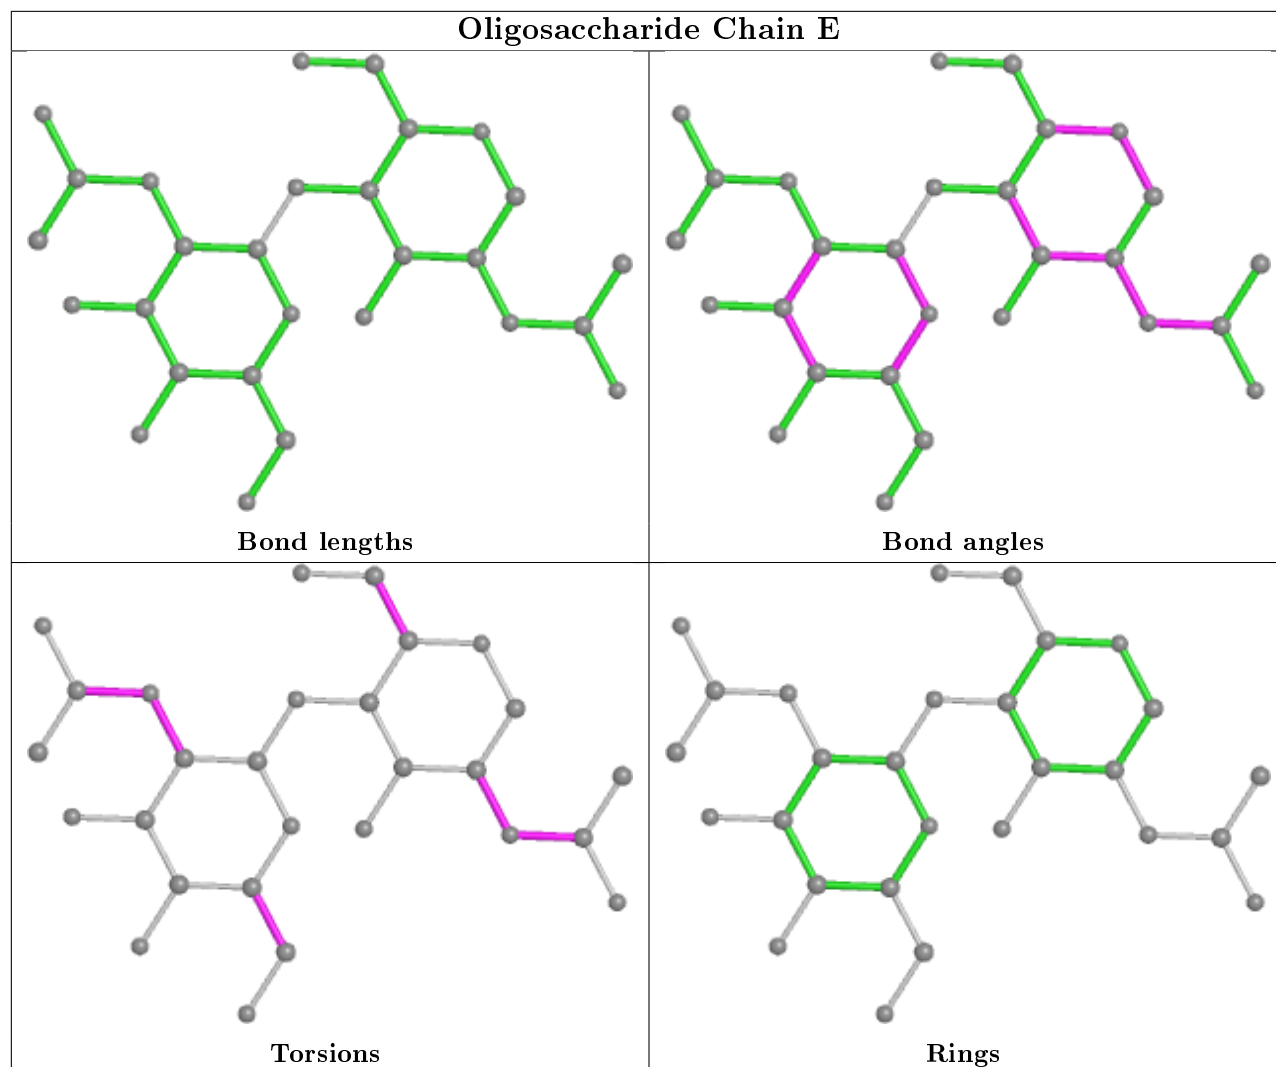 Oligosaccharide Chain E
Bond lengths
Bond angles
Torsions
Rings